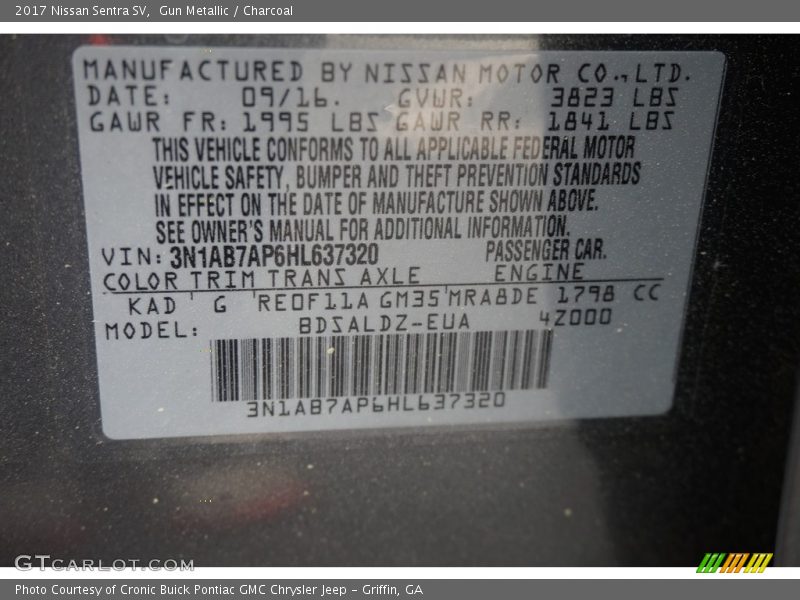 2017 Nissan Sentra SV,  Gun Metallic / Charcoal
MANUFACTURED BY NISSAN MOTOR CO., LTD.
DATE: 09/16. GVWR: 3823 LBS
GAWR FR: 1995 LBS GAWR RR: 1841 LBS
THIS VEHICLE CONFORMS TO ALL APPLICABLE FEDERAL MOTOR
VEHICLE SAFETY, BUMPER AND THEFT PREVENTION STANDARDS
IN EFFECT ON THE DATE OF MANUFACTURE SHOWN ABOVE.
SEE OWNER'S MANUAL FOR ADDITIONAL INFORMATION.
VIN: 3N1AB7AP6HL637320 PASSENGER CAR.
COLOR TRIM TRANS AXLE ENGINE
KAD ' G 'RE0F11A GM35'MRA8DE 1798 CC
MODEL: BDSALDZ-EUA 4Z000
3N1AB7AP6HL637320
GTCARLOT.COM
Photo Courtesy of Cronic Buick Pontiac GMC Chrysler Jeep - Griffin, GA